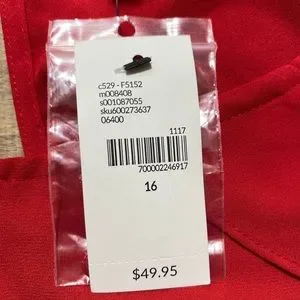 c529 - F5152
m008408
s001087055
sku600273637
06400
1117
700002246917
16
$49.95